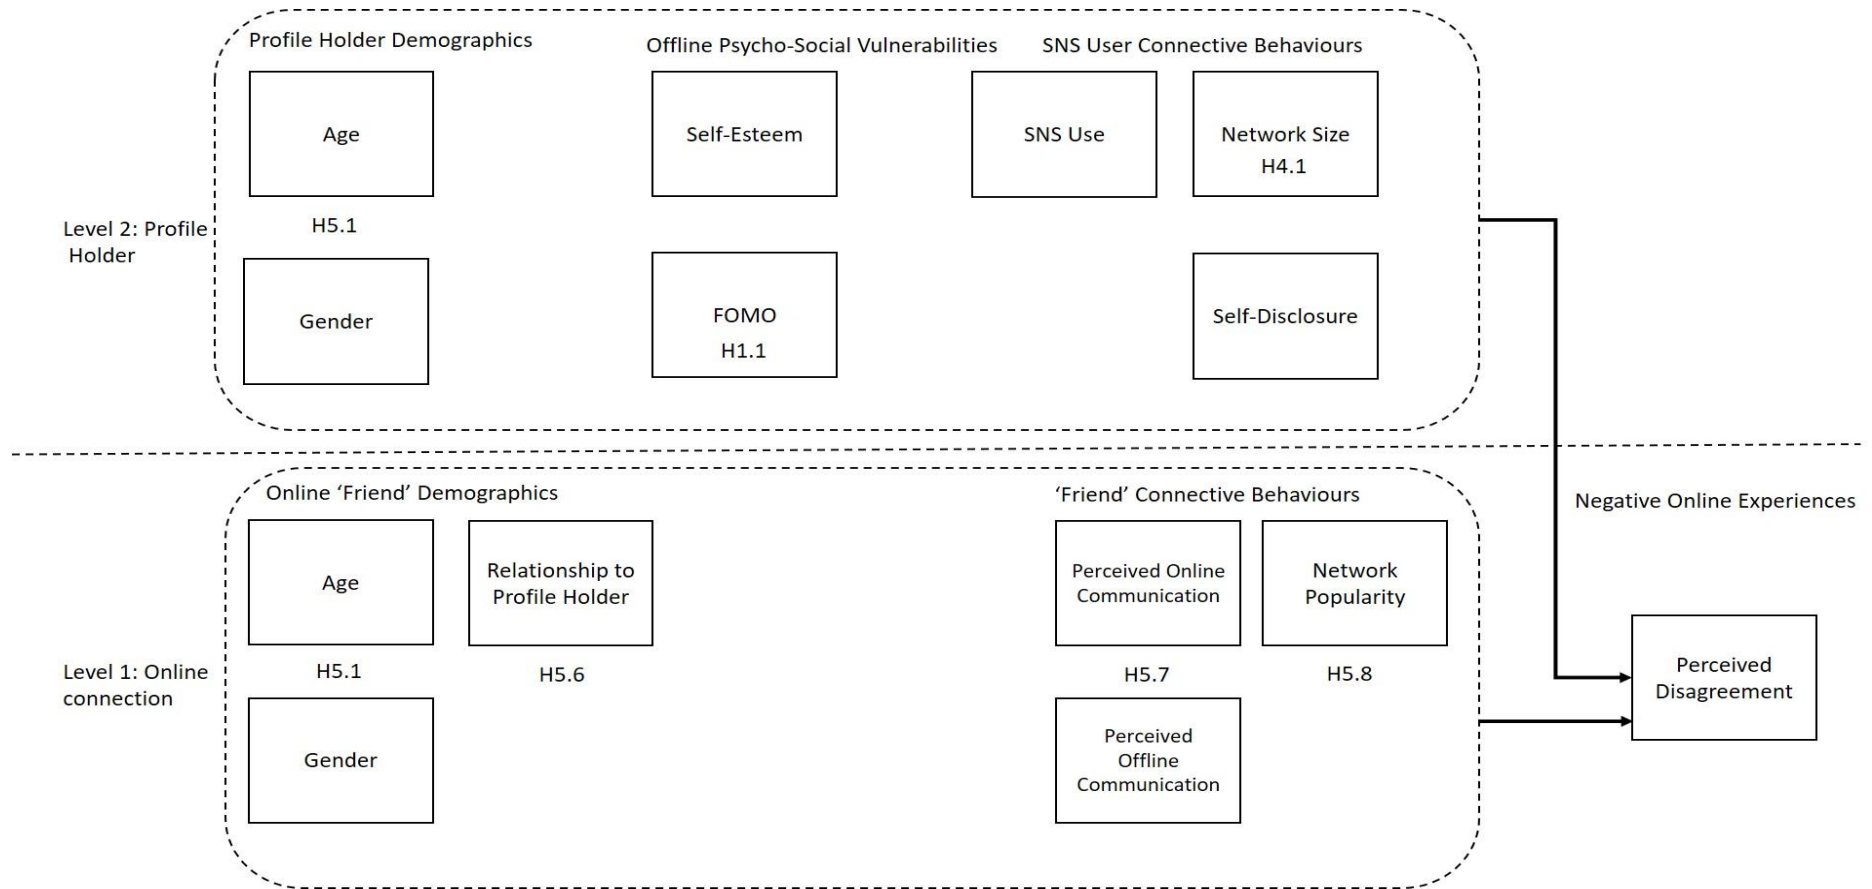 Profile Holder Demographics
Offline Psycho-Social Vulnerabilities
SNS User Connective Behaviours
Age
Self-Esteem
SNS Use
Network Size
H4.1
H5.1
Level 2: Profile
Holder
Gender
FOMO
H1.1
Self-Disclosure
Online ‘Friend’ Demographics
‘Friend’ Connective Behaviours
Negative Online Experiences
Age
Relationship to
Profile Holder
Perceived Online
Communication
Network
Popularity
Level 1: Online
connection
H5.1
H5.6
H5.7
H5.8
Perceived
Disagreement
Gender
Perceived
Offline
Communication